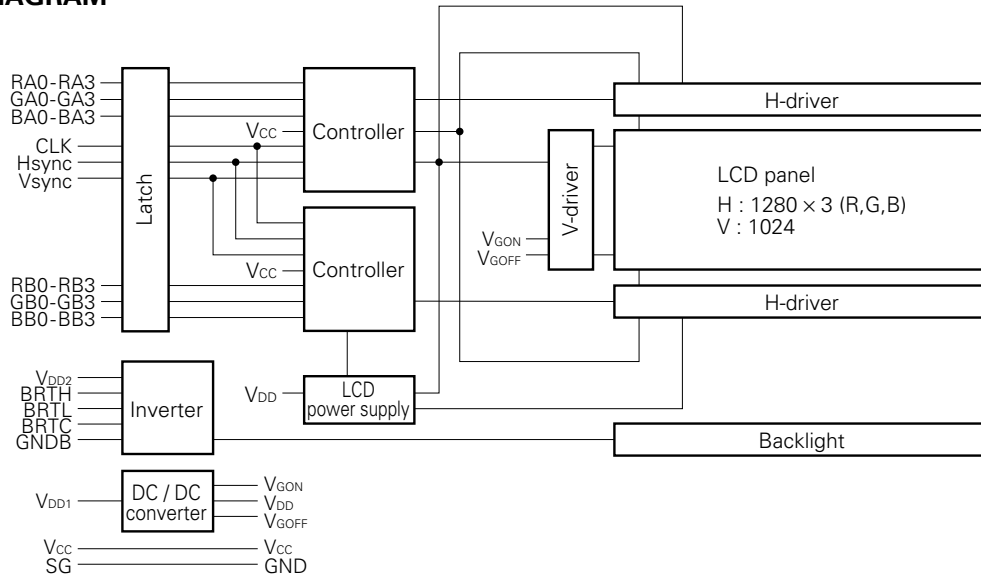 RA0-RA3
GA0-GA3
BA0-BA3
CLK
Hsync
Vsync
RB0-RB3
GB0-GB3
BB0-BB3
Latch
VCC
Controller
VCC
Controller
VGON
VGOFF
V-driver
H-driver
LCD panel
H : 1280 × 3 (R,G,B)
V : 1024
H-driver
VDD
LCD
power supply
VDD2
BRTH
BRTL
BRTC
GNDB
Inverter
Backlight
VDD1
DC / DC
converter
VGON
VDD
VGOFF
VCC
VCC
SG
GND